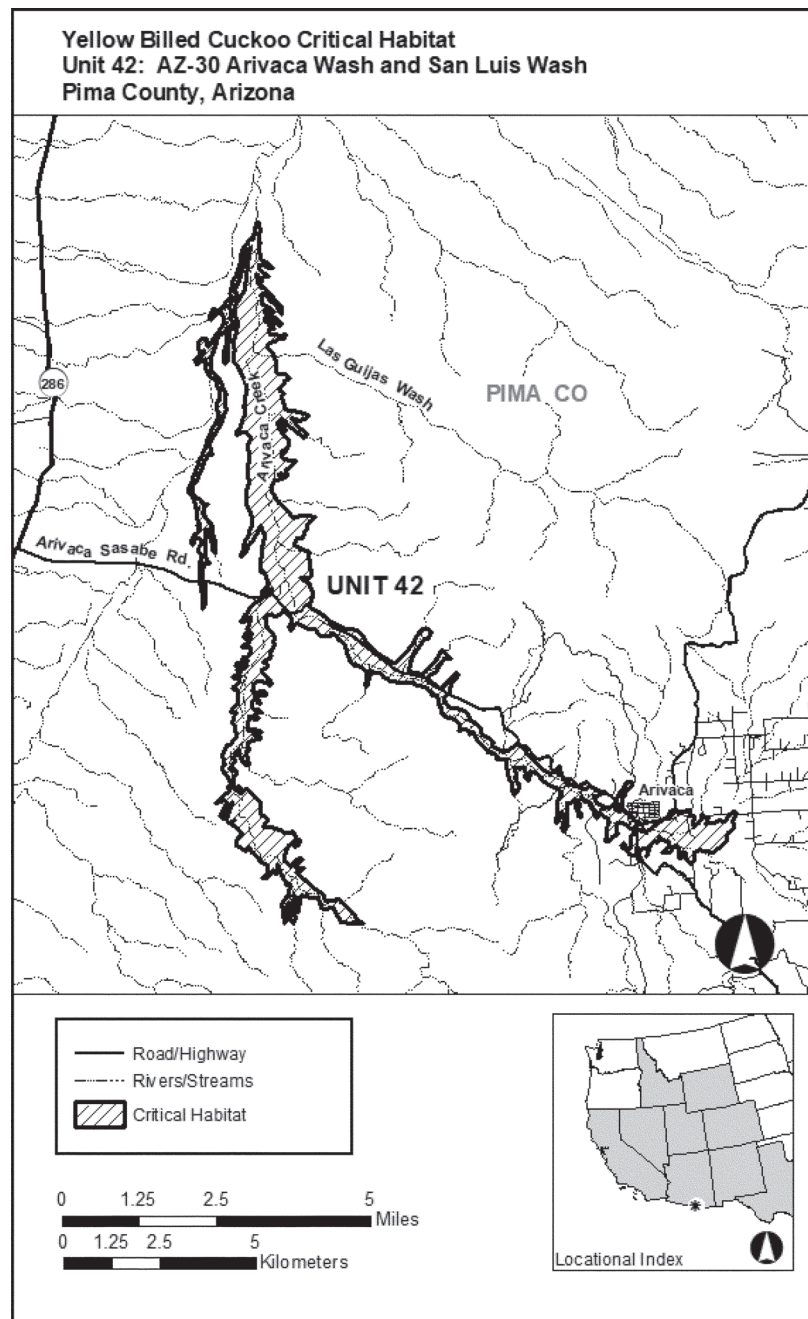 Yellow Billed Cuckoo Critical Habitat
Unit 42: AZ-30 Arivaca Wash and San Luis Wash
Pima County, Arizona
Las Guijas Wash
PIMA CO
286
Arivaca Creek
Arivaca Sasabe Rd.
UNIT 42
Arivaca
Road/Highway
Rivers/Streams
Critical Habitat
0 1.25 2.5 5
Miles
0 1.25 2.5 5
Kilometers
Locational Index